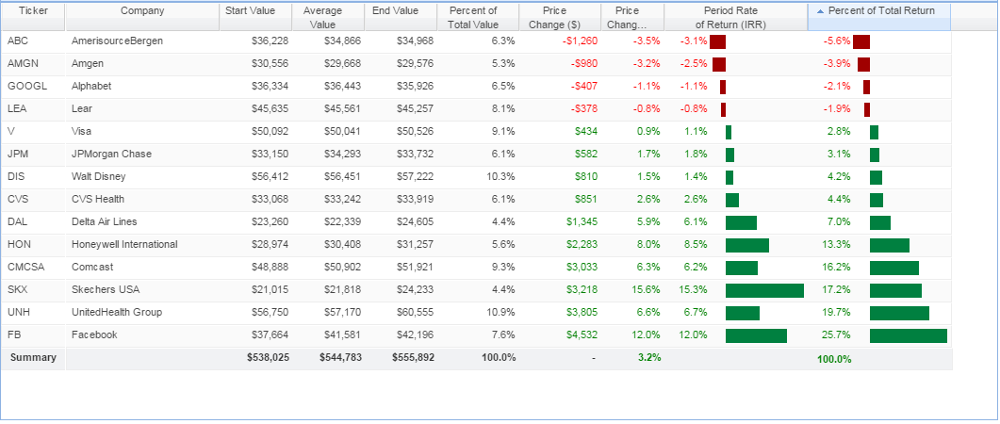 Ticker Company Start Value Average Value End Value Percent of Total Value Price Change ($) Price Chang... Period Rate of Return (IRR) Percent of Total Return
ABC AmerisourceBergen $36,228 $34,866 $34,968 6.3% -$1,260 -3.5% -3.1% -5.6%
AMGN Amgen $30,556 $29,668 $29,576 5.3% -$980 -3.2% -2.5% -3.9%
GOOGL Alphabet $36,334 $36,443 $35,926 6.5% -$407 -1.1% -1.1% -2.1%
LEA Lear $45,635 $45,561 $45,257 8.1% -$378 -0.8% -0.8% -1.9%
V Visa $50,092 $50,041 $50,526 9.1% $434 0.9% 1.1% 2.8%
JPM JPMorgan Chase $33,150 $34,293 $33,732 6.1% $582 1.7% 1.8% 3.1%
DIS Walt Disney $56,412 $56,451 $57,222 10.3% $810 1.5% 1.4% 4.2%
CVS CVS Health $33,068 $33,242 $33,919 6.1% $851 2.6% 2.6% 4.4%
DAL Delta Air Lines $23,260 $22,339 $24,605 4.4% $1,345 5.9% 6.1% 7.0%
HON Honeywell International $28,974 $30,408 $31,257 5.6% $2,283 8.0% 8.5% 13.3%
CMCSA Comcast $48,888 $50,902 $51,921 9.3% $3,033 6.3% 6.2% 16.2%
SKX Skechers USA $21,015 $21,818 $24,233 4.4% $3,218 15.6% 15.3% 17.2%
UNH UnitedHealth Group $56,750 $57,170 $60,555 10.9% $3,805 6.6% 6.7% 19.7%
FB Facebook $37,664 $41,581 $42,196 7.6% $4,532 12.0% 12.0% 25.7%
Summary $538,025 $544,783 $555,892 100.0% - 3.2% 100.0%